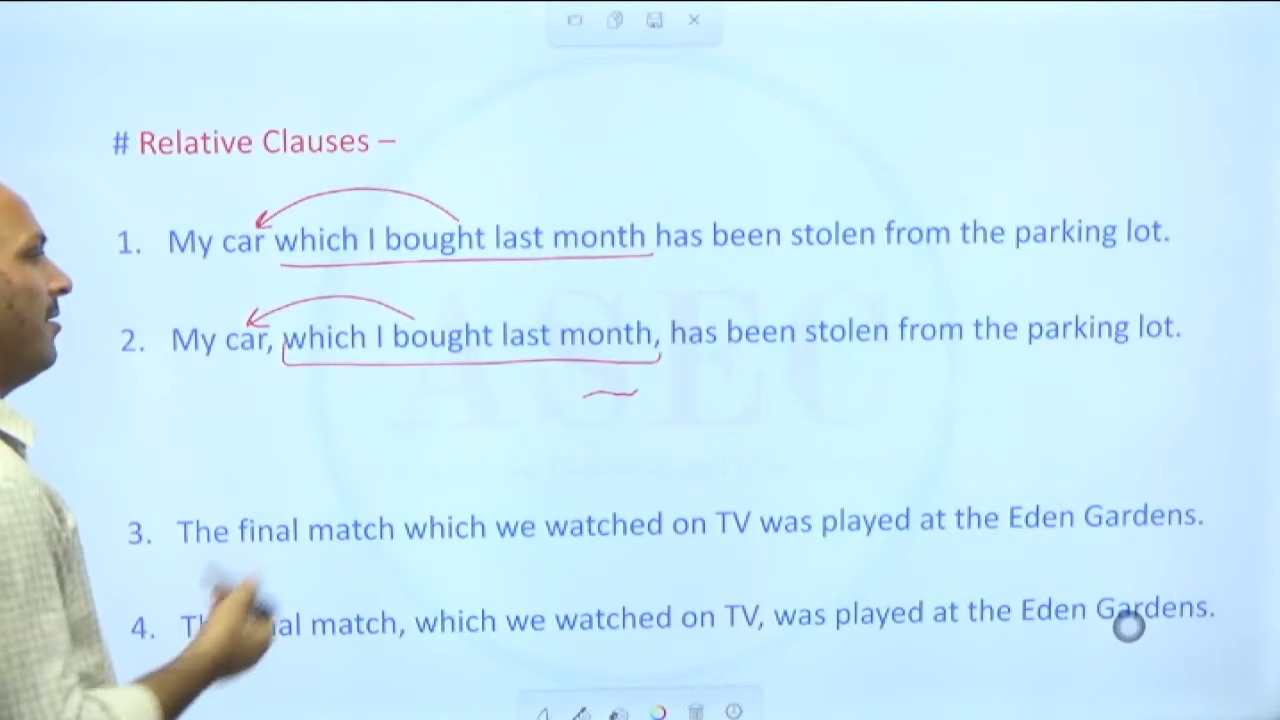 # Relative Clauses –
1. My car which I bought last month has been stolen from the parking lot.
2. My car, which I bought last month, has been stolen from the parking lot.
ASEC
3. The final match which we watched on TV was played at the Eden Gardens.
4. match, which we watched on TV, was played at the Eden Gardens.